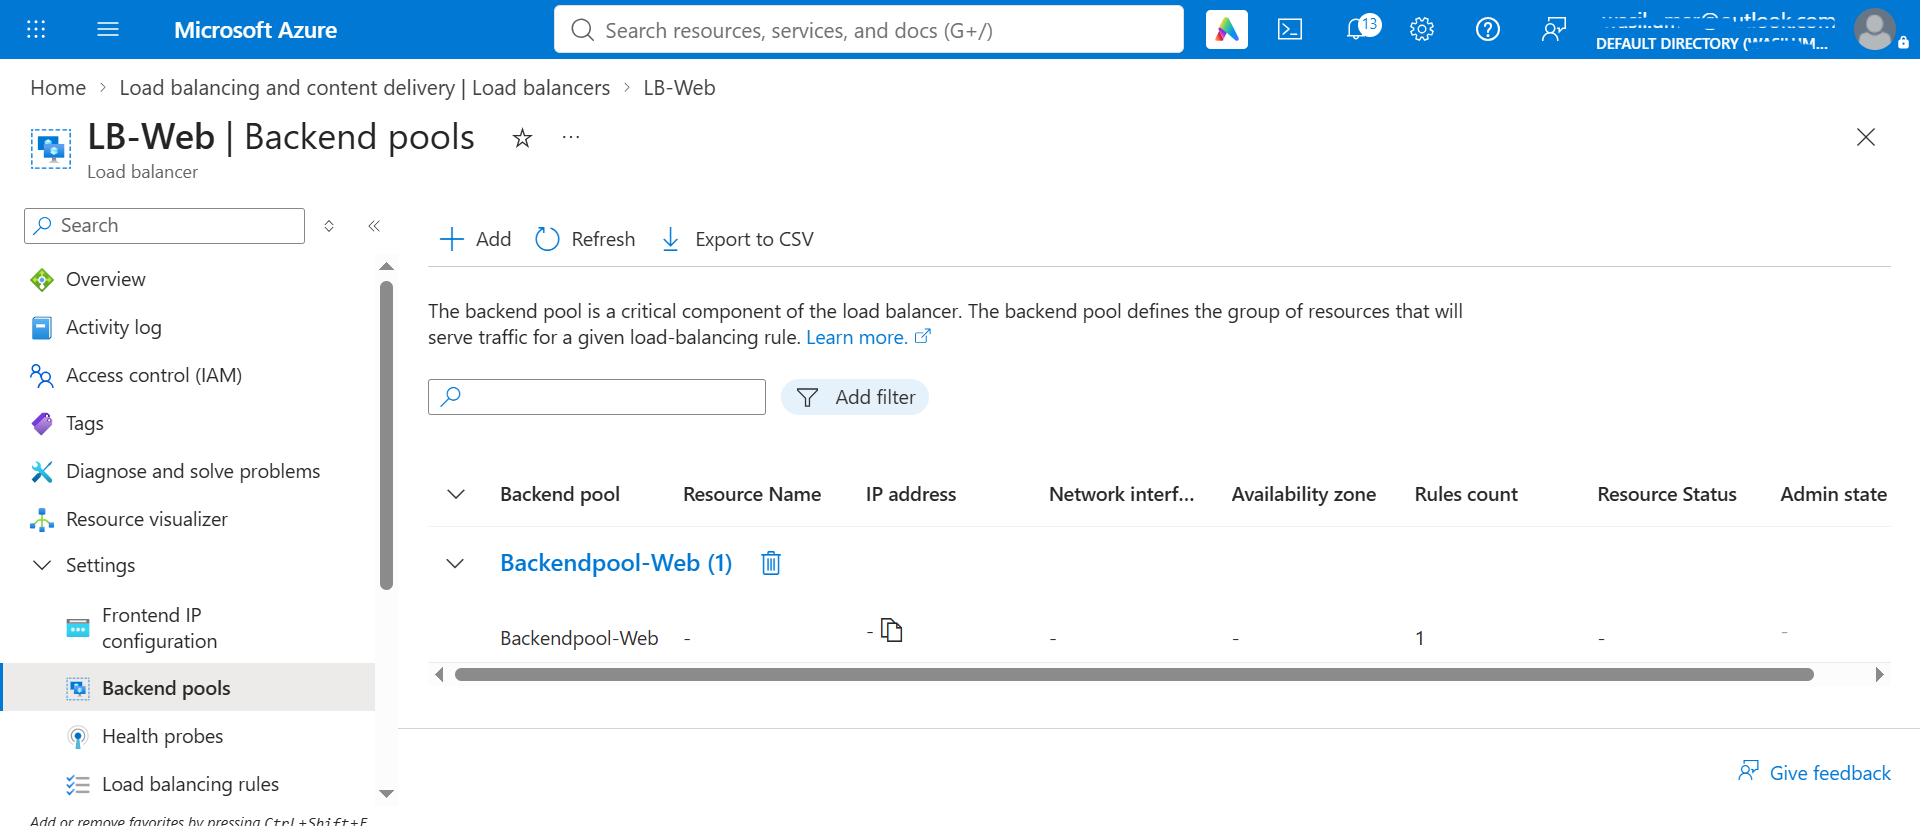 Microsoft Azure
Search resources, services, and docs (G+/)
13
DEFAULT DIRECTORY
Home > Load balancing and content delivery | Load balancers > LB-Web
LB-Web | Backend pools
Load balancer
Search
Overview
Activity log
Access control (IAM)
Tags
Diagnose and solve problems
Resource visualizer
Settings
Frontend IP
configuration
Backend pools
Health probes
Load balancing rules
Add or remove favorites by pressing Ctrl+Shift+F
Add Refresh Export to CSV
The backend pool is a critical component of the load balancer. The backend pool defines the group of resources that will
serve traffic for a given load-balancing rule. Learn more.
Add filter
Backend pool Resource Name IP address Network interf... Availability zone Rules count Resource Status Admin state
Backendpool-Web (1)
Backendpool-Web - - - - 1 - -
Give feedback